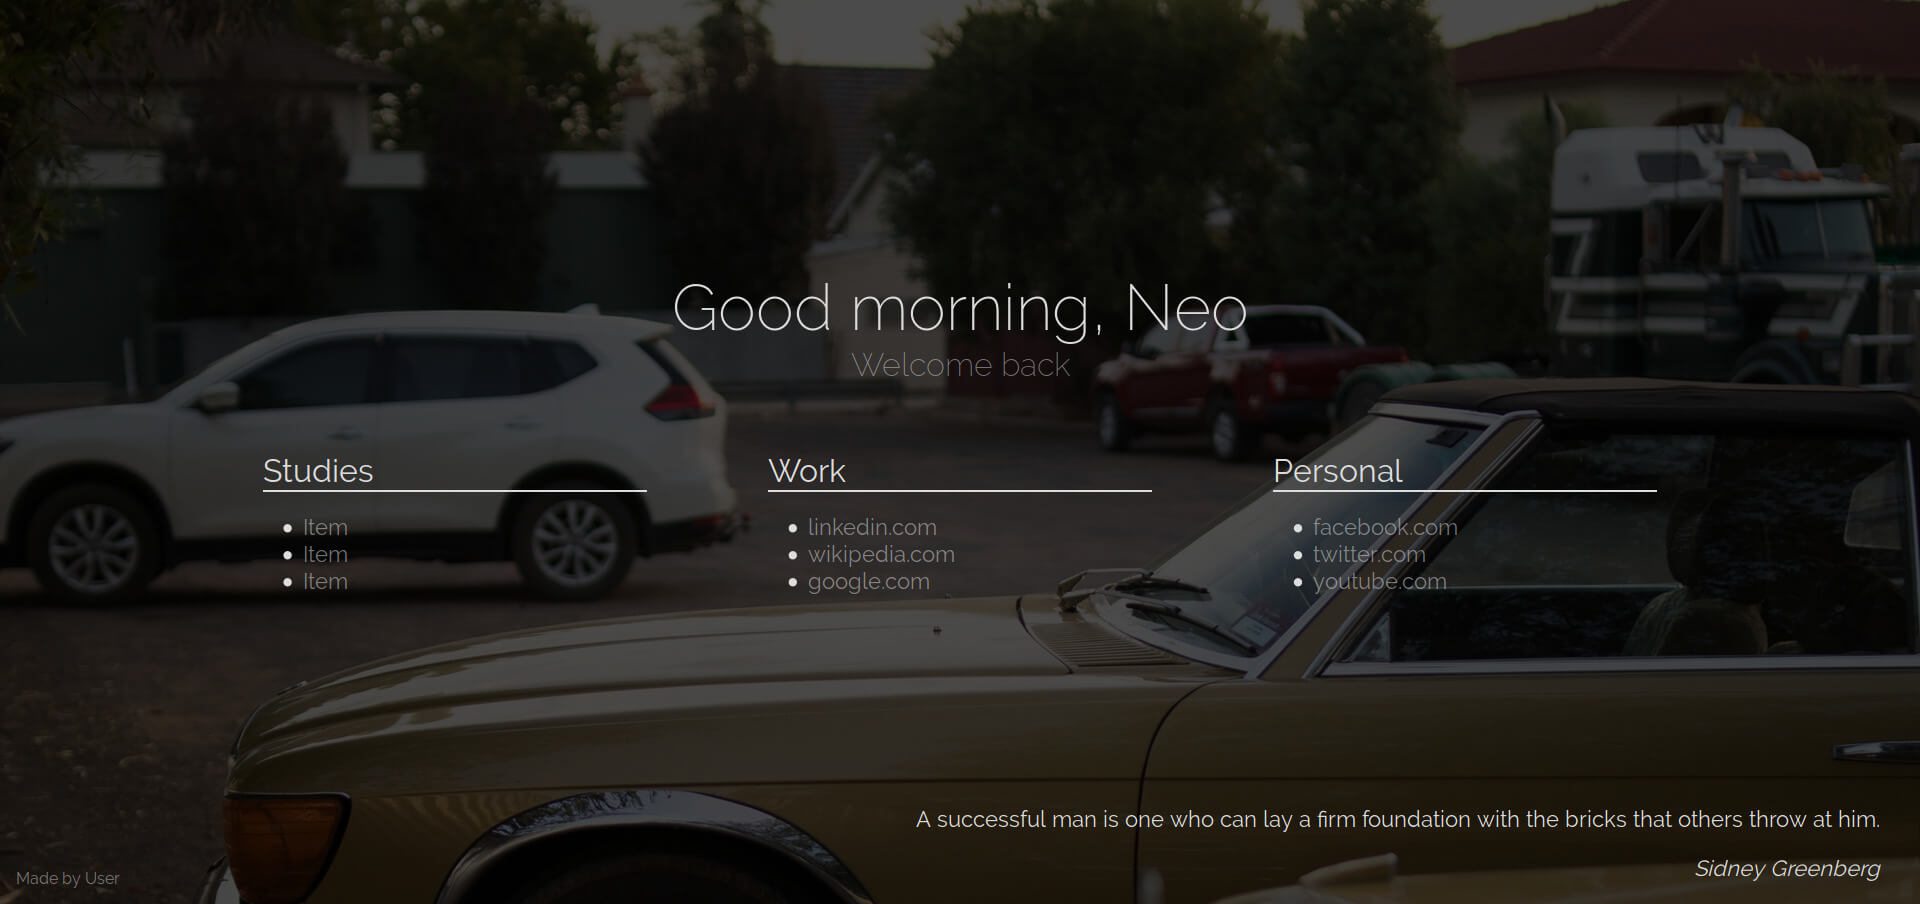 Good morning, Neo
Welcome back
Studies
Item
Item
Item
Work
linkedin.com
wikipedia.com
google.com
Personal
facebook.com
twitter.com
youtube.com
A successful man is one who can lay a firm foundation with the bricks that others throw at him.
Sidney Greenberg
Made by User